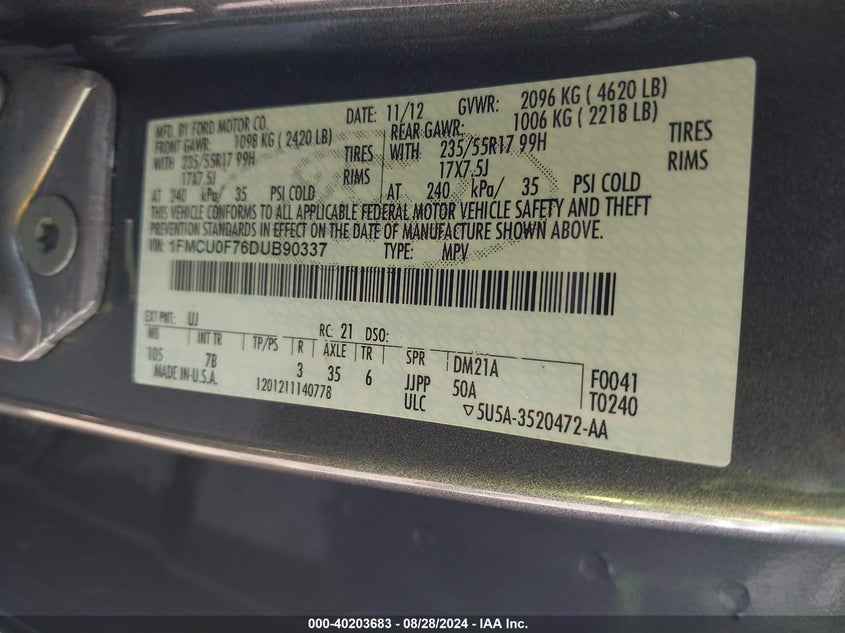 MFD. BY FORD MOTOR CO.
DATE: 11/12 GVWR: 2096 KG ( 4620 LB)
FRONT GAWR: 1098 KG ( 2420 LB)
REAR GAWR: 1006 KG ( 2218 LB)
WITH 235/55R17 99H TIRES
WITH 235/55R17 99H TIRES
17X7.5J RIMS
17X7.5J RIMS
AT 240 kPa/ 35 PSI COLD
AT 240 kPa/ 35 PSI COLD
THIS VEHICLE CONFORMS TO ALL APPLICABLE FEDERAL MOTOR VEHICLE SAFETY AND THEFT
PREVENTION STANDARDS IN EFFECT ON THE DATE OF MANUFACTURE SHOWN ABOVE.
VIN: 1FMCU0F76DUB90337 TYPE: MPV
EXT PNT: UJ RC: 21 DSO:
WB INT TR TP/PS R AXLE TR SPR DM21A F0041
105 7B 3 35 6 JJPP 50A T0240
MADE IN U.S.A. 1201211140778 ULC ▽5U5A-3520472-AA
000-40203683 - 08/28/2024 - IAA Inc.